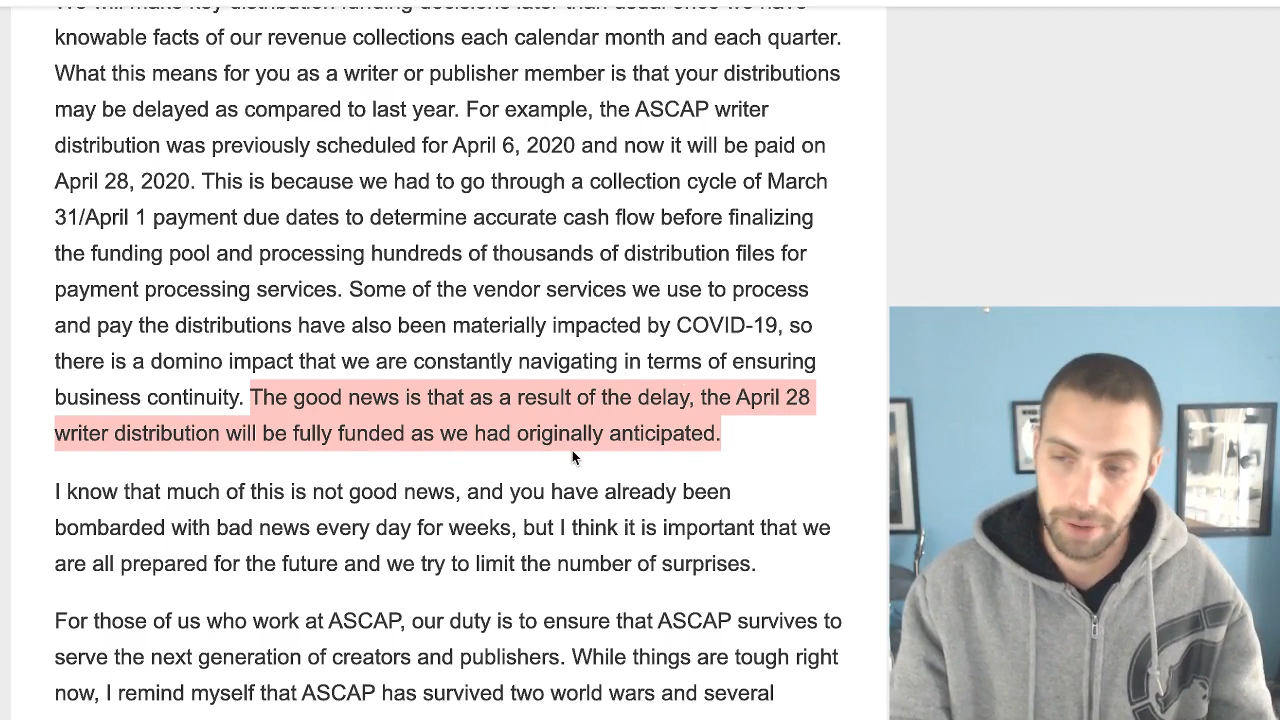 knowable facts of our revenue collections each calendar month and each quarter.
What this means for you as a writer or publisher member is that your distributions
may be delayed as compared to last year. For example, the ASCAP writer
distribution was previously scheduled for April 6, 2020 and now it will be paid on
April 28, 2020. This is because we had to go through a collection cycle of March
31/April 1 payment due dates to determine accurate cash flow before finalizing
the funding pool and processing hundreds of thousands of distribution files for
payment processing services. Some of the vendor services we use to process
and pay the distributions have also been materially impacted by COVID-19, so
there is a domino impact that we are constantly navigating in terms of ensuring
business continuity. The good news is that as a result of the delay, the April 28
writer distribution will be fully funded as we had originally anticipated.
I know that much of this is not good news, and you have already been
bombarded with bad news every day for weeks, but I think it is important that we
are all prepared for the future and we try to limit the number of surprises.
For those of us who work at ASCAP, our duty is to ensure that ASCAP survives to
serve the next generation of creators and publishers. While things are tough right
now, I remind myself that ASCAP has survived two world wars and several